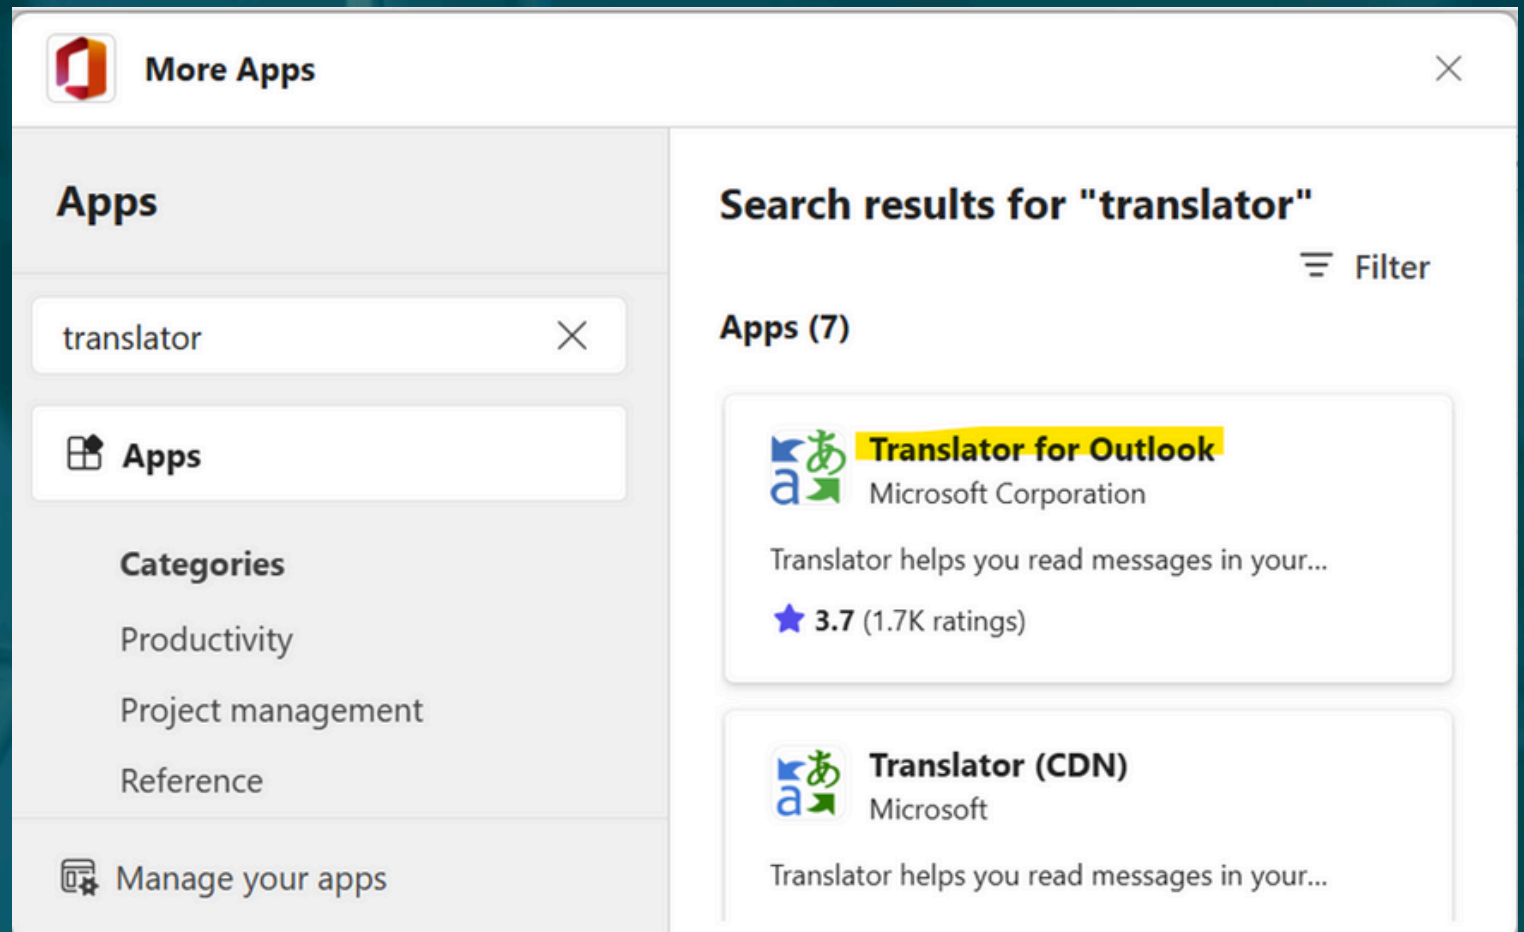 More Apps
Apps
translator
Apps
Categories
Productivity
Project management
Reference
Manage your apps
Search results for "translator"
Filter
Apps (7)
Translator for Outlook
Microsoft Corporation
Translator helps you read messages in your...
3.7 (1.7K ratings)
Translator (CDN)
Microsoft
Translator helps you read messages in your...